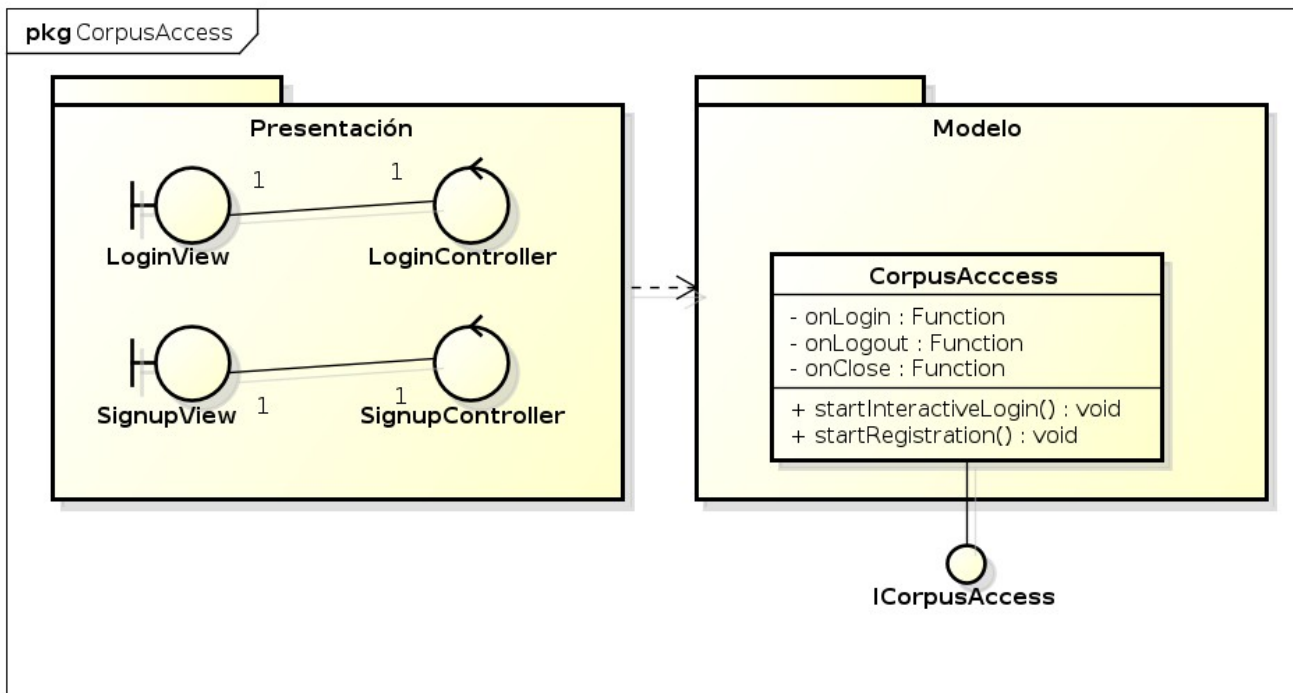 pkg CorpusAccess
Presentación
1
1
LoginView
LoginController
1
1
SignupView
SignupController
Modelo
CorpusAcccess
- onLogin : Function
- onLogout : Function
- onClose : Function
+ startInteractiveLogin() : void
+ startRegistration() : void
ICorpusAccess